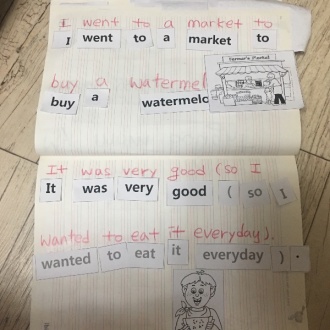 I went to a market to
I went to a market to
Farmer's Market
buy a watermel
buy a watermelo
It was very good (so I
It was very good ( so I
wanted to eat it everyday).
wanted to eat it everyday ) .